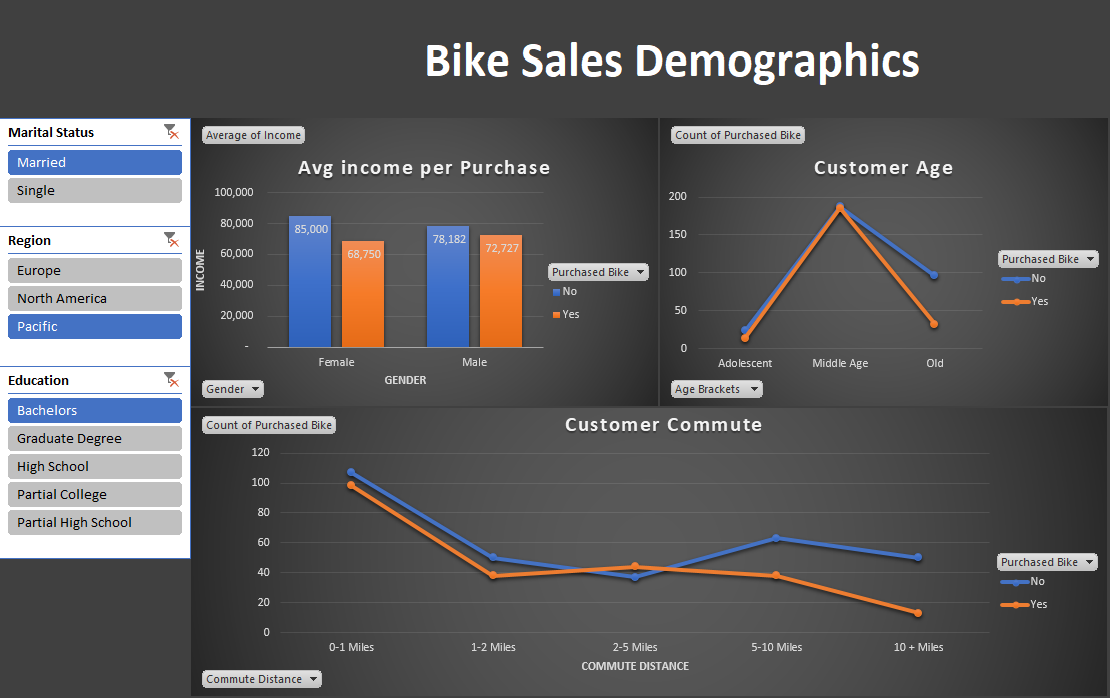 Bike Sales Demographics
Marital Status
Married
Single
Region
Europe
North America
Pacific
Education
Bachelors
Graduate Degree
High School
Partial College
Partial High School
Average of Income
Avg income per Purchase
100,000
80,000
60,000
40,000
20,000
-
INCOME
85,000
68,750
78,182
72,727
Female
Male
GENDER
Purchased Bike
No
Yes
Gender
Count of Purchased Bike
Customer Age
200
150
100
50
0
Adolescent
Middle Age
Old
Purchased Bike
No
Yes
Age Brackets
Count of Purchased Bike
Customer Commute
120
100
80
60
40
20
0
0-1 Miles
1-2 Miles
2-5 Miles
5-10 Miles
10 + Miles
COMMUTE DISTANCE
Purchased Bike
No
Yes
Commute Distance